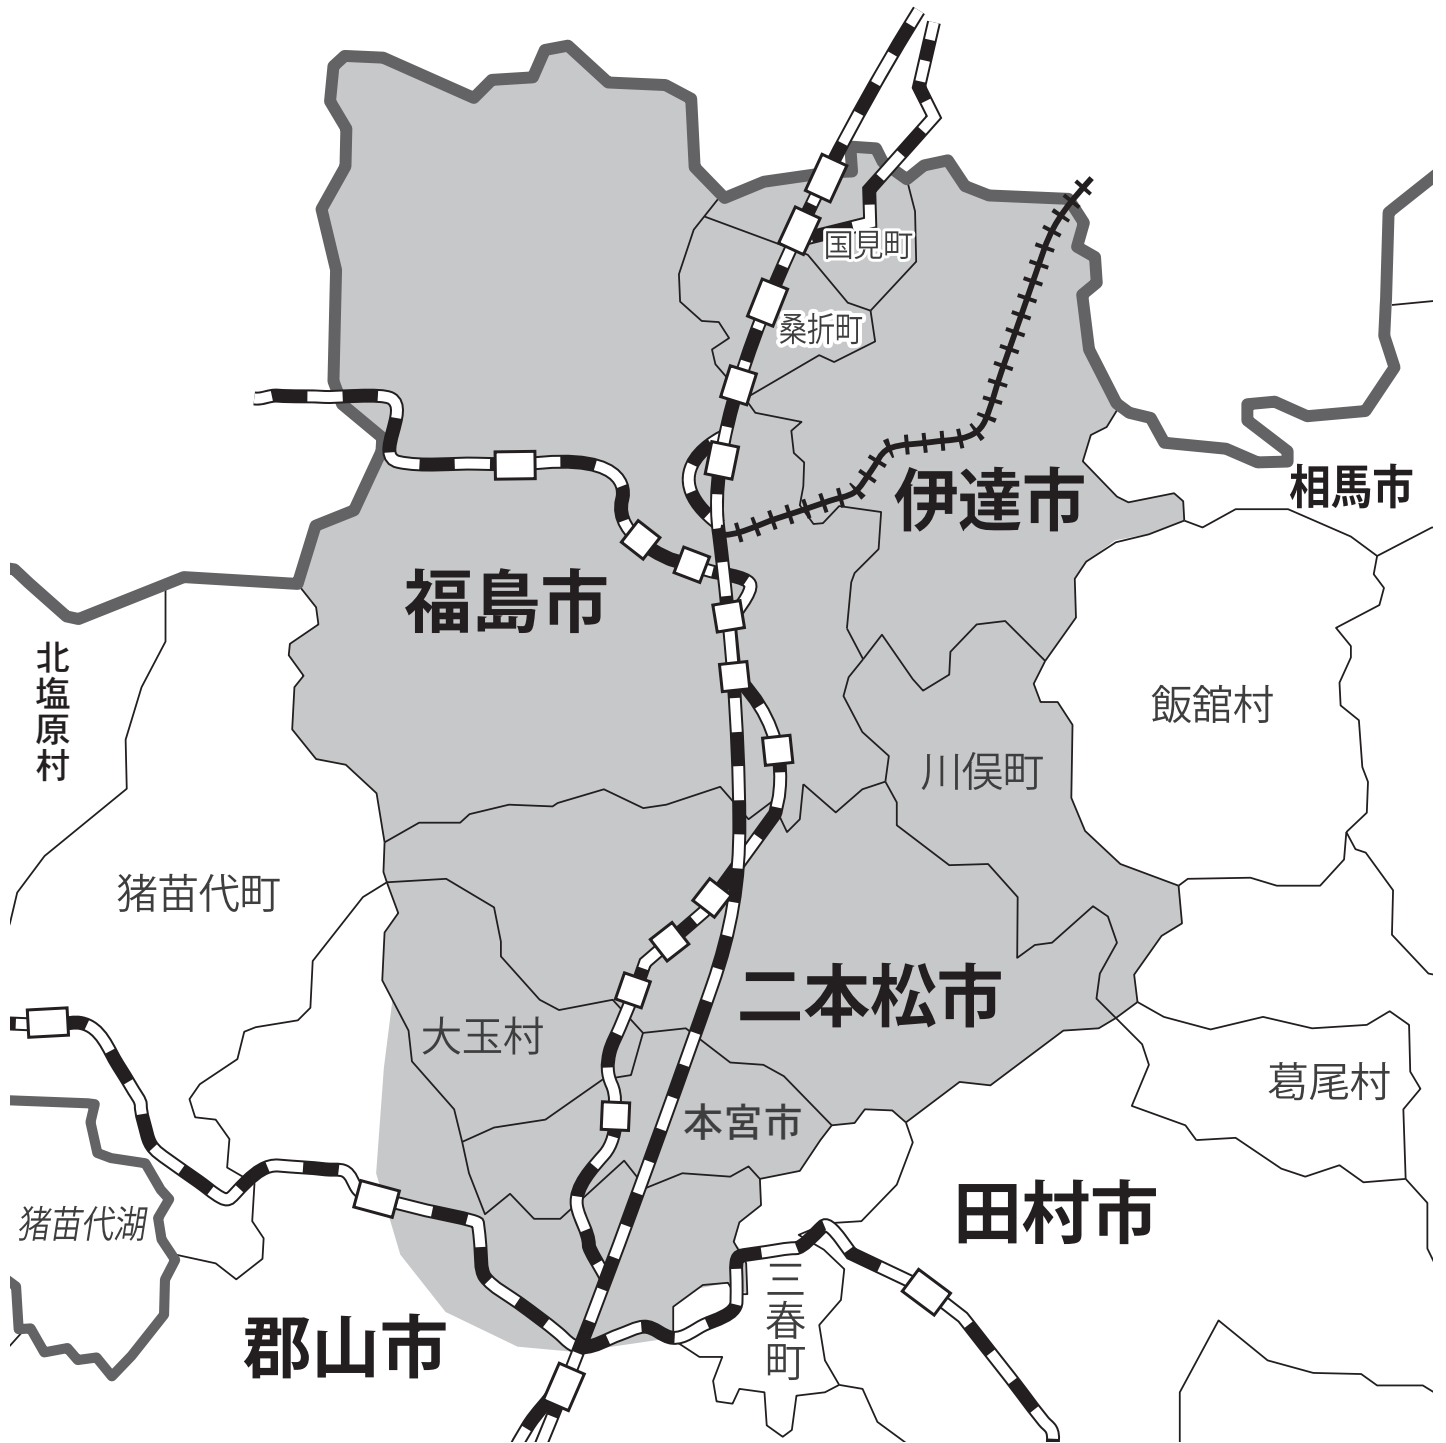 国見町
桑折町
伊達市
相馬市
福島市
北塩原村
飯舘村
川俣町
猪苗代町
二本松市
大玉村
葛尾村
本宮市
田村市
猪苗代湖
三春町
郡山市